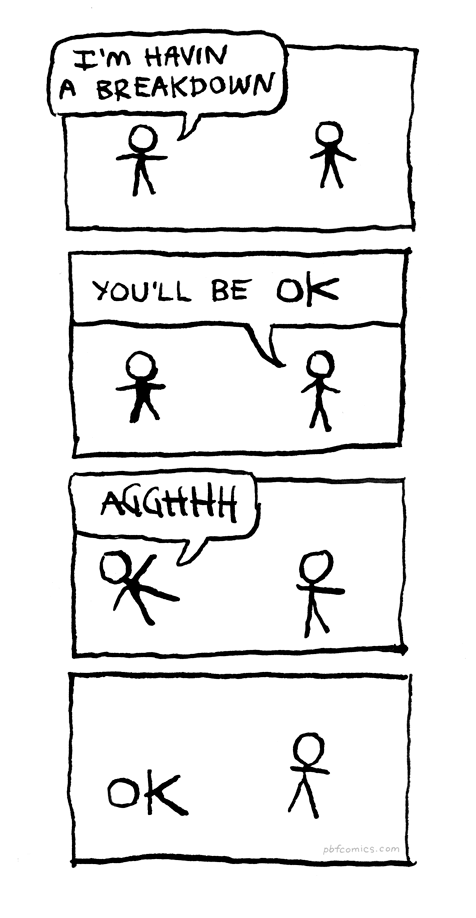 I'M HAVIN
A BREAKDOWN
YOU'LL BE OK
AGGHHH
OK
pbfcomics.com